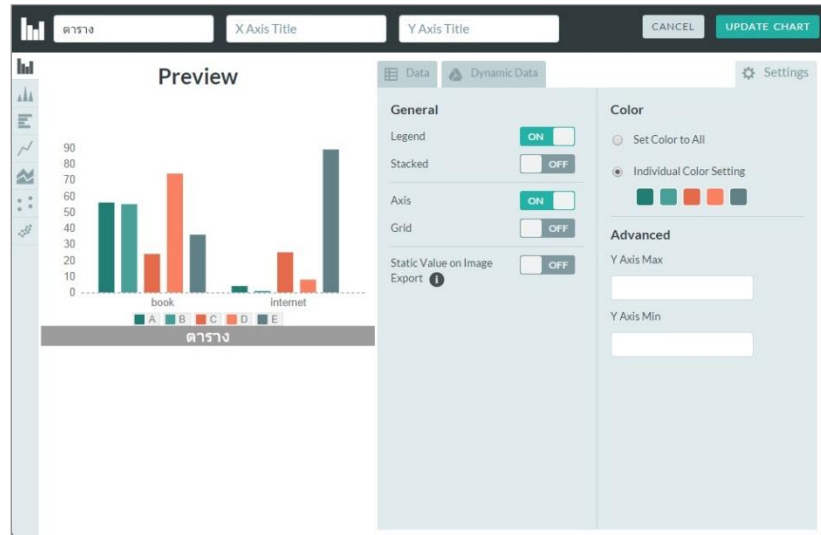 ตาราง
X Axis Title
Y Axis Title
CANCEL
UPDATE CHART
Preview
90
80
70
60
50
40
30
20
10
0
book internet
A B C D E
ตาราง
Data
Dynamic Data
Settings
General
Legend ON
Stacked OFF
Axis ON
Grid OFF
Static Value on Image OFF
Export i
Color
Set Color to All
Individual Color Setting
Advanced
Y Axis Max
Y Axis Min